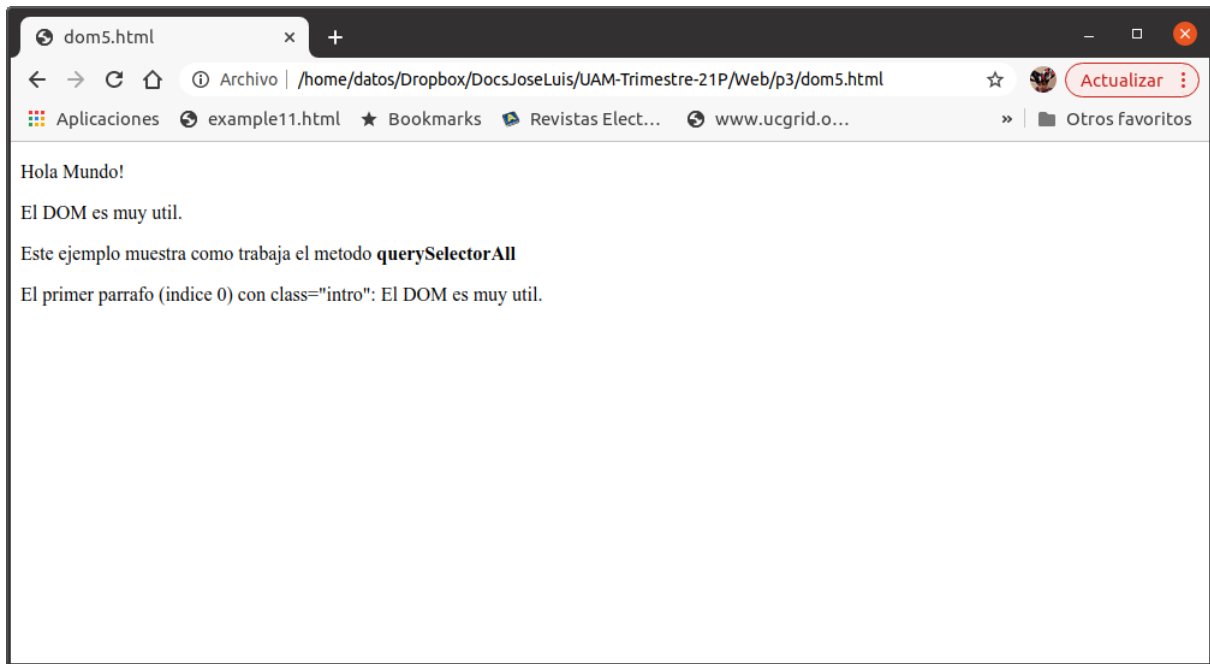 dom5.html × +
Archivo | /home/datos/Dropbox/DocsJoseLuis/UAM-Trimestre-21P/Web/p3/dom5.html Actualizar
Aplicaciones example11.html Bookmarks Revistas Elect... www.ucgrid.o... » Otros favoritos
Hola Mundo!
El DOM es muy util.
Este ejemplo muestra como trabaja el metodo querySelectorAll
El primer parrafo (indice 0) con class="intro": El DOM es muy util.